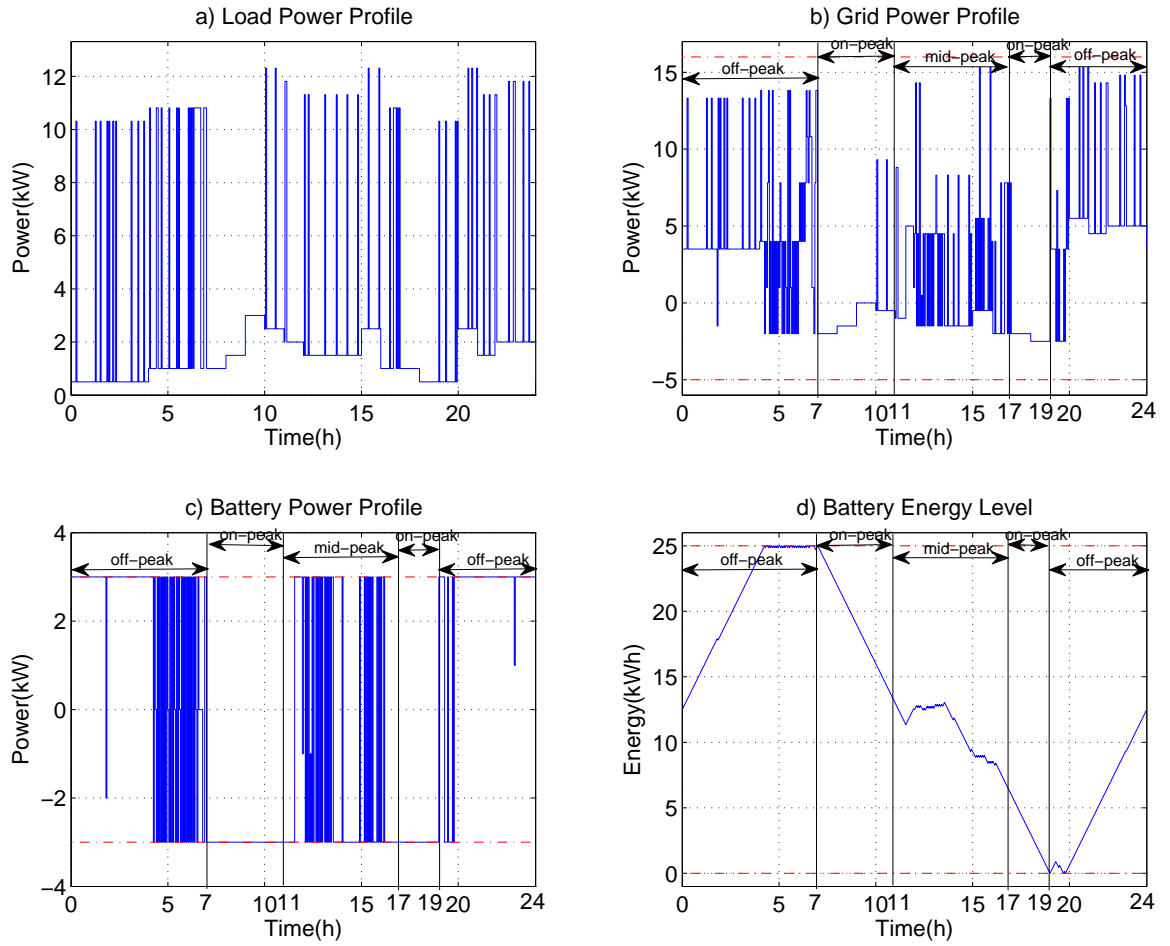 a) Load Power Profile
12
10
8
6
4
2
0
0 5 10 15 20
Power(kW)
Time(h)
b) Grid Power Profile
on−peak on−peak
off−peak mid−peak off−peak
15
10
5
0
−5
0 5 7 10 11 15 17 19 20 24
Power(kW)
Time(h)
c) Battery Power Profile
on−peak on−peak
off−peak mid−peak off−peak
4
2
0
−2
−4
0 5 7 10 11 15 17 19 20 24
Power(kW)
Time(h)
d) Battery Energy Level
on−peak on−peak
off−peak mid−peak off−peak
25
20
15
10
5
0
0 5 7 10 11 15 17 19 20 24
Energy(kWh)
Time(h)